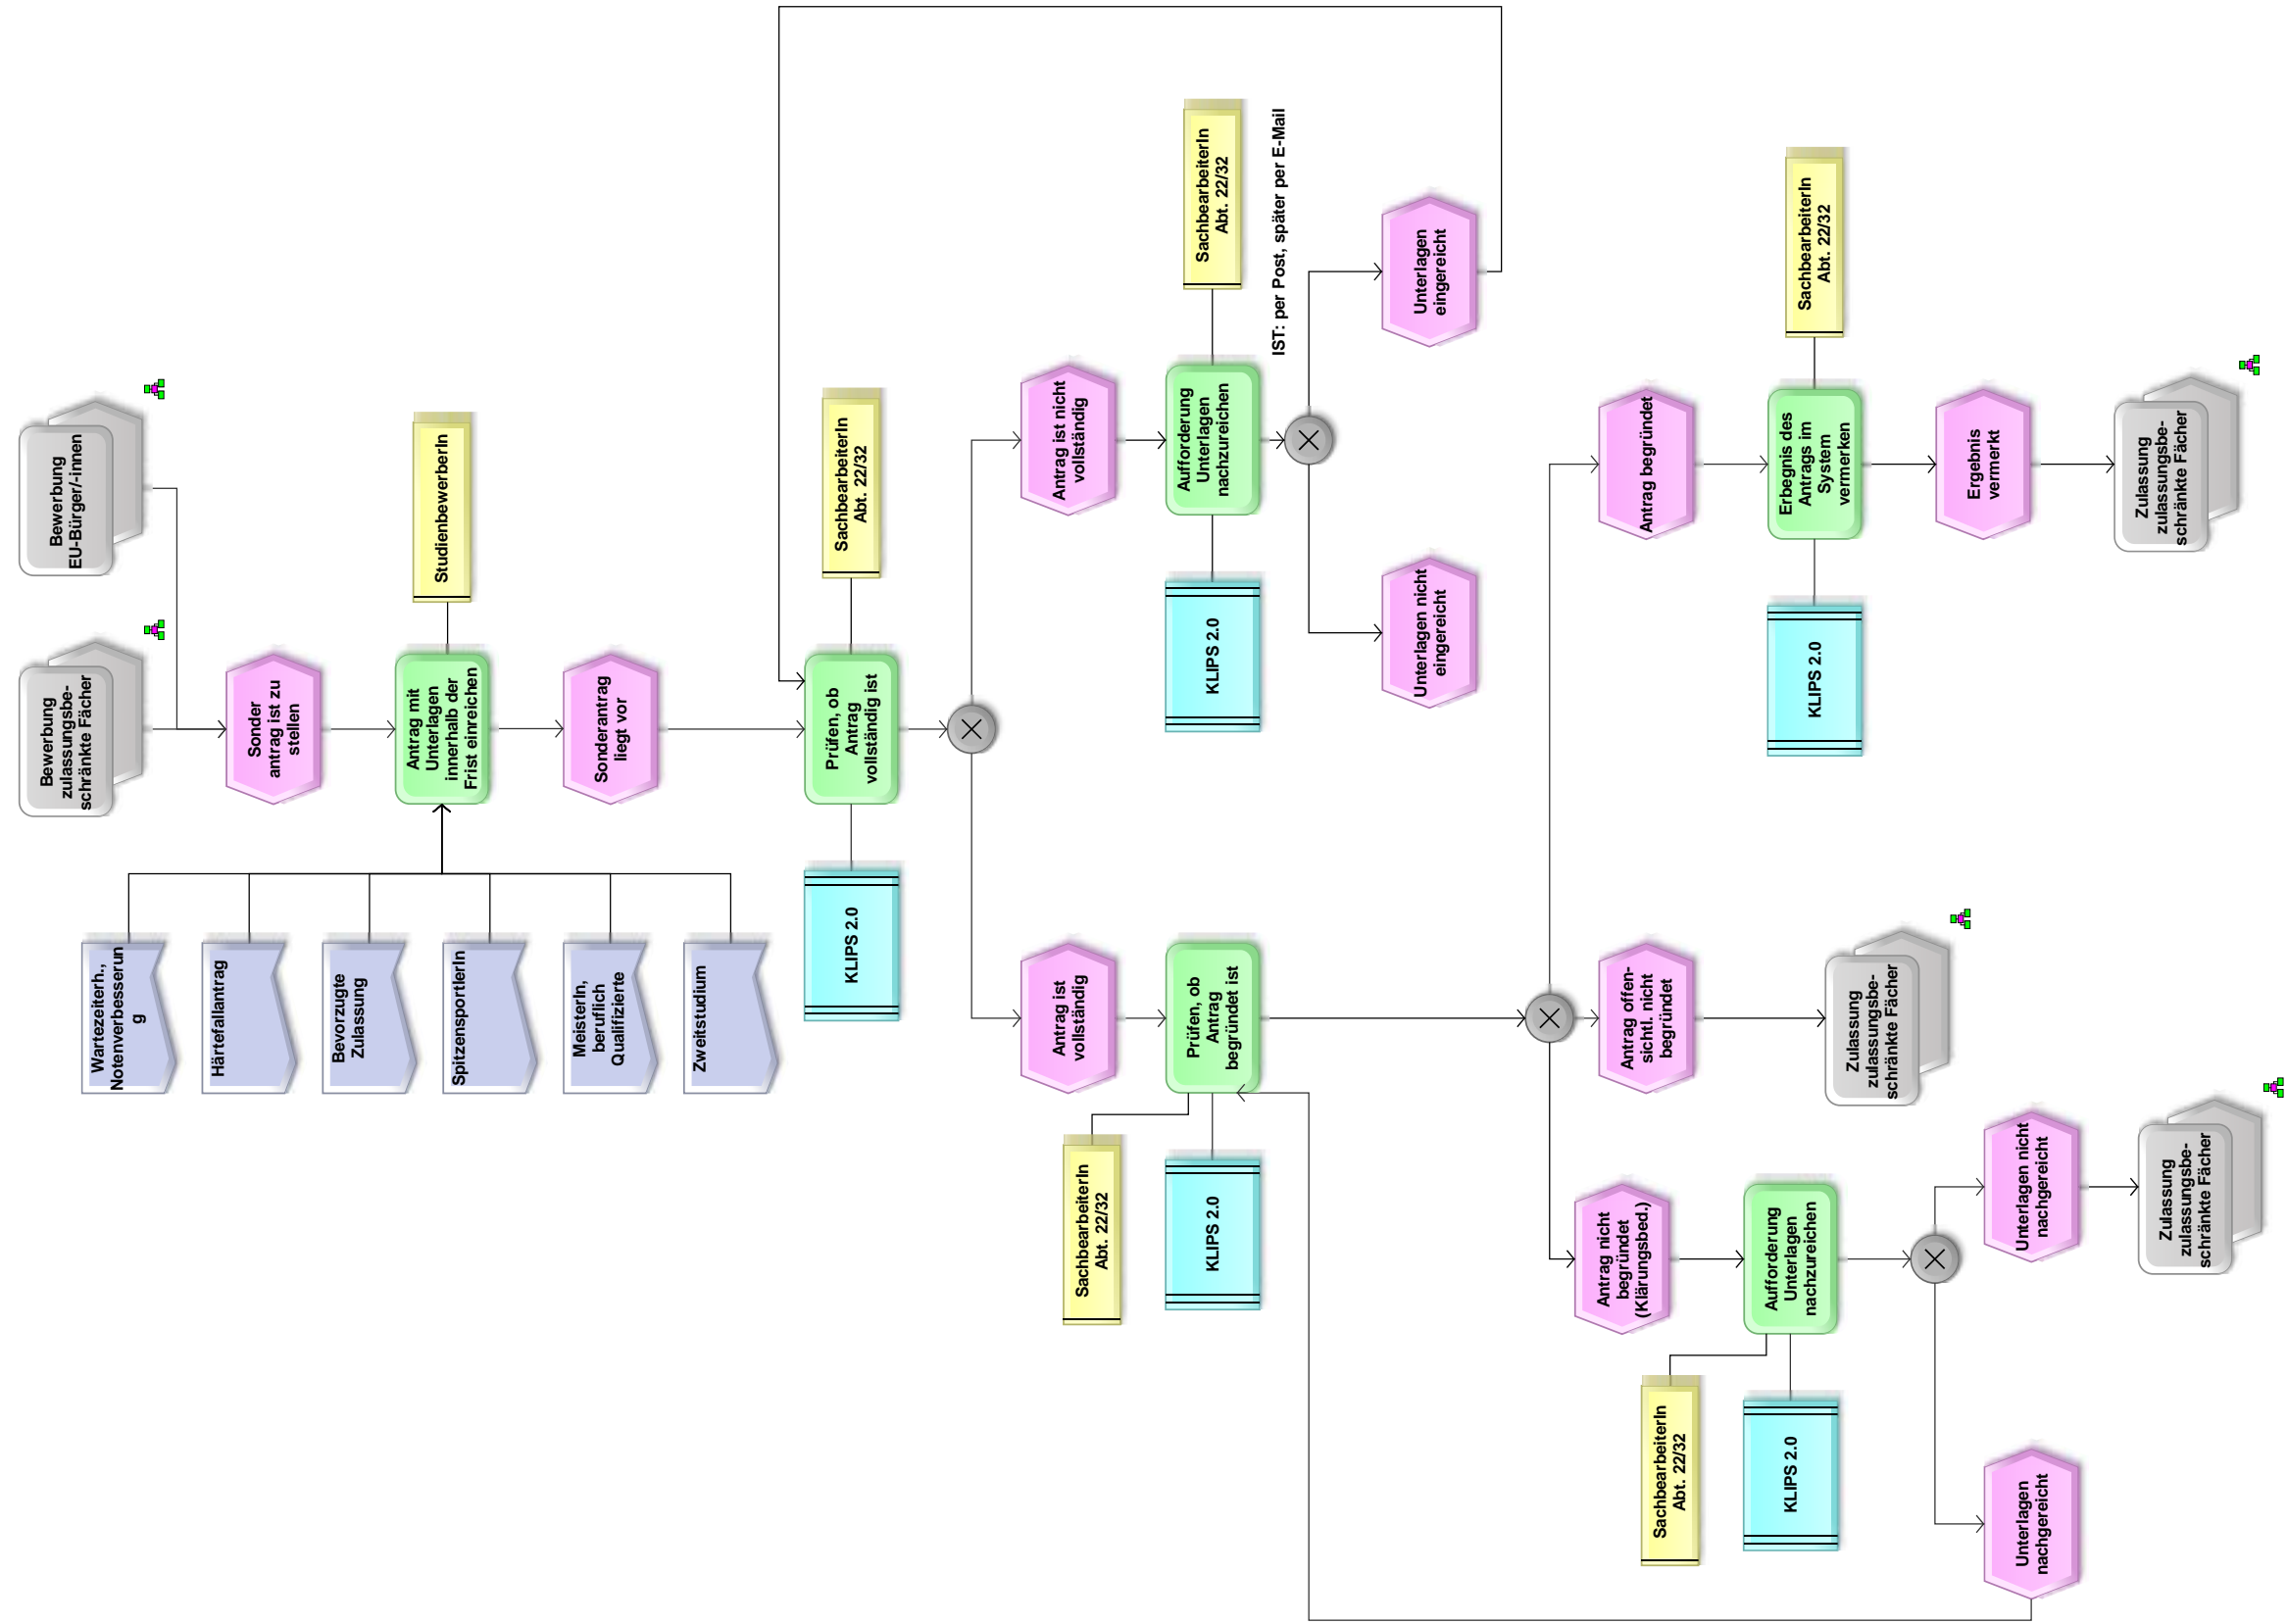 Bewerbung
zulassungsbe-
schränkte Fächer
Bewerbung
EU-Bürger/-innen
Sonder
antrag ist zu
stellen
Wartezeiterh.,
Notenverbesserun
g
Härtefallantrag
Bevorzugte
Zulassung
SpitzensportlerIn
MeisterIn,
beruflich
Qualifizierte
Zweitstudium
Antrag mit
Unterlagen
innerhalb der
Frist einreichen
StudienbewerberIn
Sonderantrag
liegt vor
KLIPS 2.0
Prüfen, ob
Antrag
vollständig ist
SachbearbeiterIn
Abt. 22/32
Antrag ist
vollständig
Antrag ist nicht
vollständig
SachbearbeiterIn
Abt. 22/32
KLIPS 2.0
Prüfen, ob
Antrag
begründet ist
KLIPS 2.0
Aufforderung
Unterlagen
nachzureichen
SachbearbeiterIn
Abt. 22/32
IST: per Post, später per E-Mail
Unterlagen nicht
eingereicht
Unterlagen
eingereicht
Antrag nicht
begründet
(Klärungsbed.)
Antrag offen-
sichtl. nicht
begründet
Antrag begründet
SachbearbeiterIn
Abt. 22/32
KLIPS 2.0
Aufforderung
Unterlagen
nachzureichen
Zulassung
zulassungsbe-
schränkte Fächer
KLIPS 2.0
Erbegnis des
Antrags im
System
vermerken
SachbearbeiterIn
Abt. 22/32
Unterlagen
nachgereicht
Unterlagen nicht
nachgereicht
Ergebnis
vermerkt
Zulassung
zulassungsbe-
schränkte Fächer
Zulassung
zulassungsbe-
schränkte Fächer